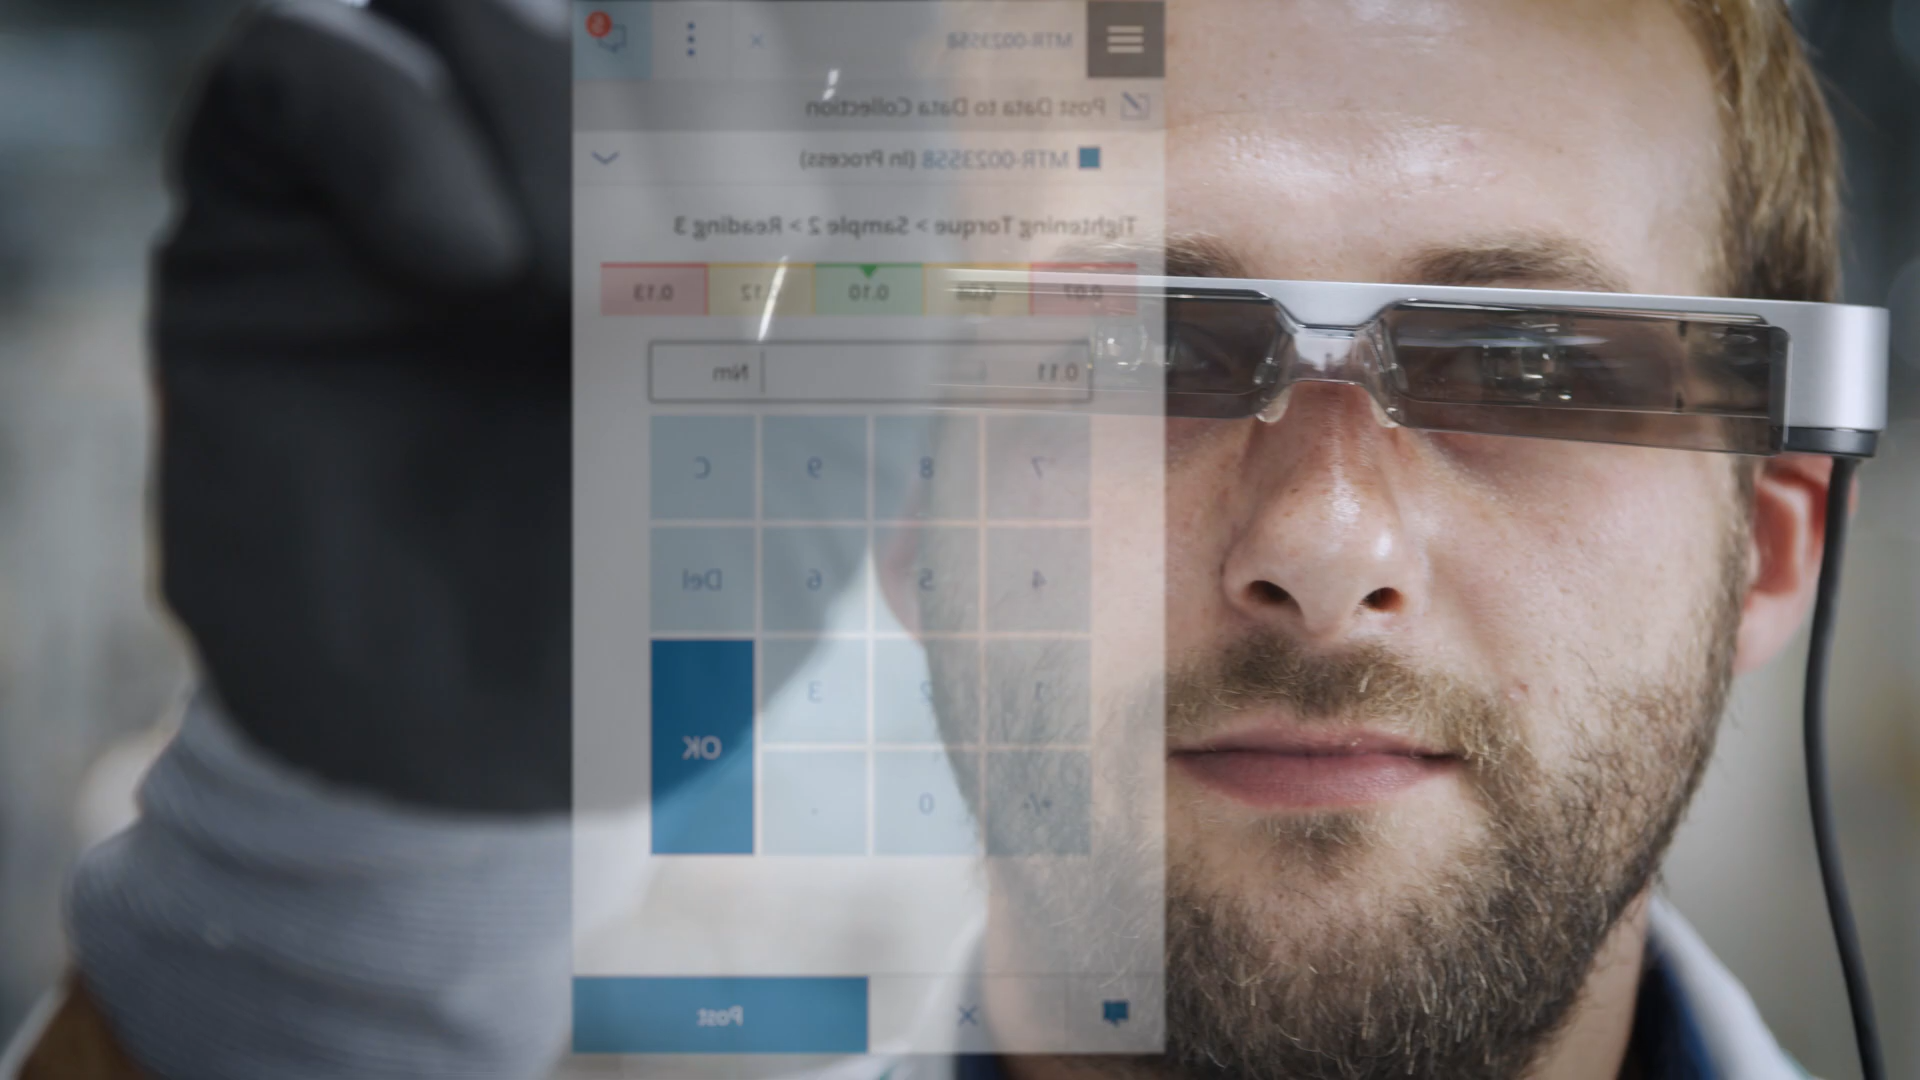 MTR-0023558
5
Post Data to Data Collection
MTR-0023558 (In Process)
Tightening Torque > Sample 2 > Reading 3
0.07 0.08 0.10 0.12 0.13
0.11 Nm
7 8 9 C
4 5 6 Del
1 2 3
+/- 0 .
OK
Post